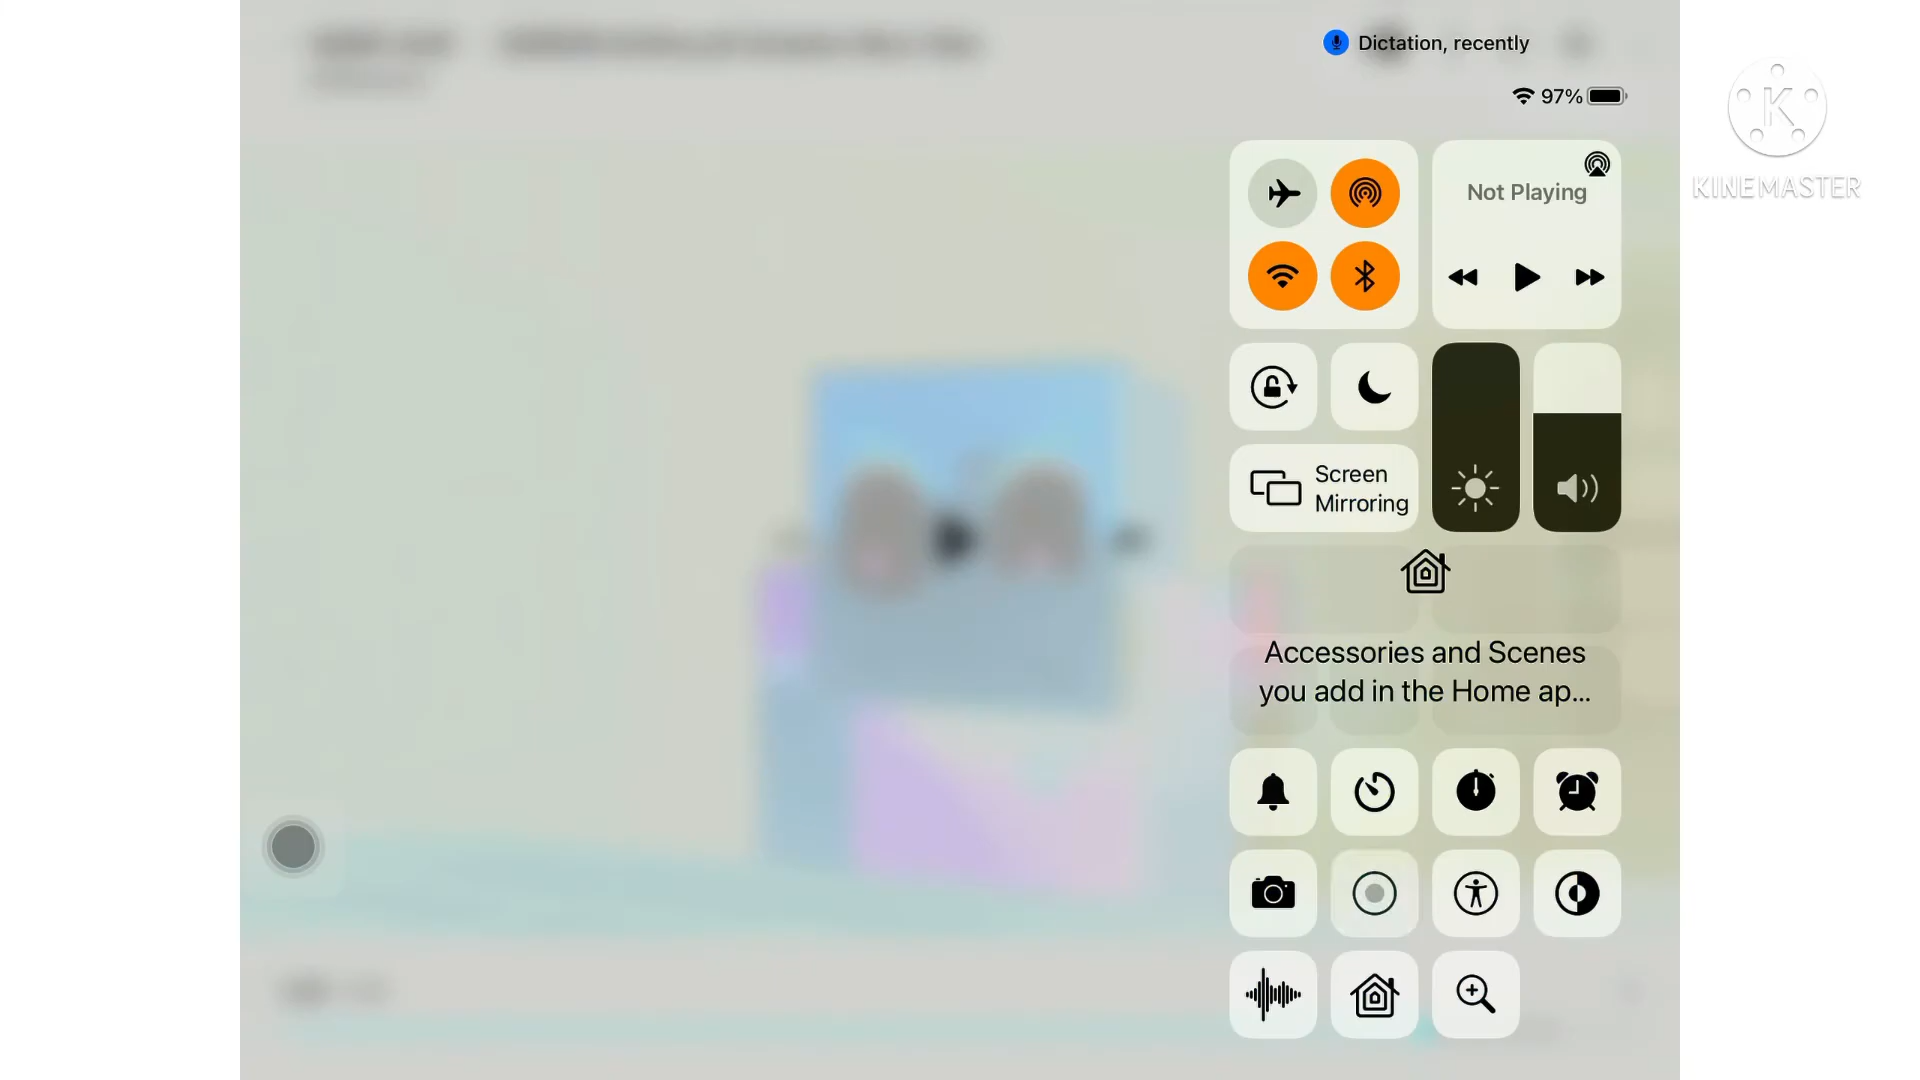 Dictation, recently
97%
KINEMASTER
Not Playing
Screen
Mirroring
Accessories and Scenes
you add in the Home ap...